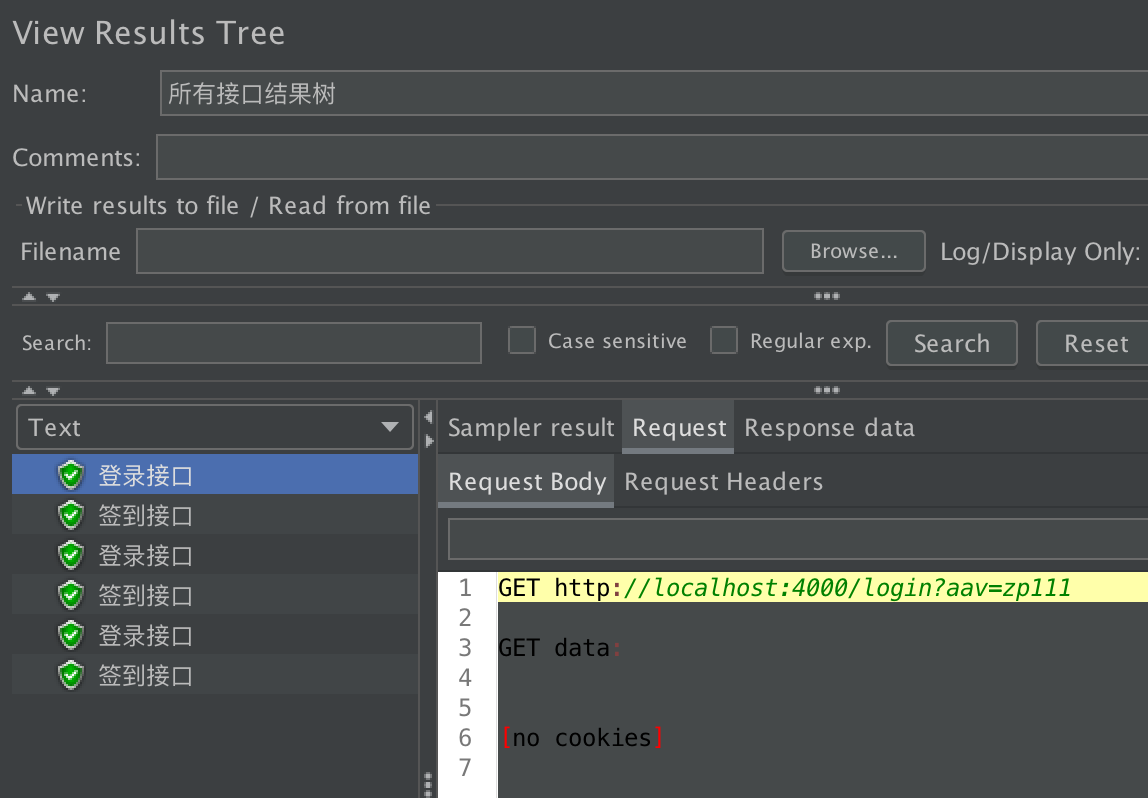 View Results Tree
Name: 所有接口结果树
Comments:
Write results to file / Read from file
Filename Browse... Log/Display Only:
Search: Case sensitive Regular exp. Search Reset
Text
登录接口
签到接口
登录接口
签到接口
登录接口
签到接口
Sampler result Request Response data
Request Body Request Headers
1 GET http://localhost:4000/login?aav=zp111
2
3 GET data:
4
5
6 [no cookies]
7